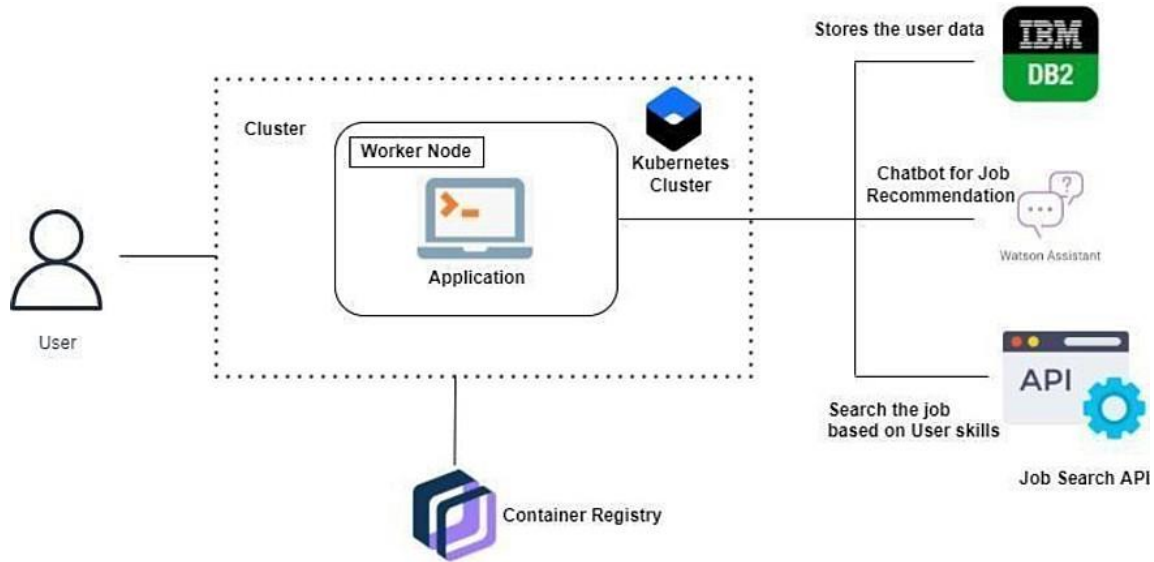 Stores the user data
IBM
DB2
Cluster
Worker Node
Kubernetes
Cluster
Application
Chatbot for Job
Recommendation
?
Watson Assistant
User
API
Search the job
based on User skills
Job Search API
Container Registry